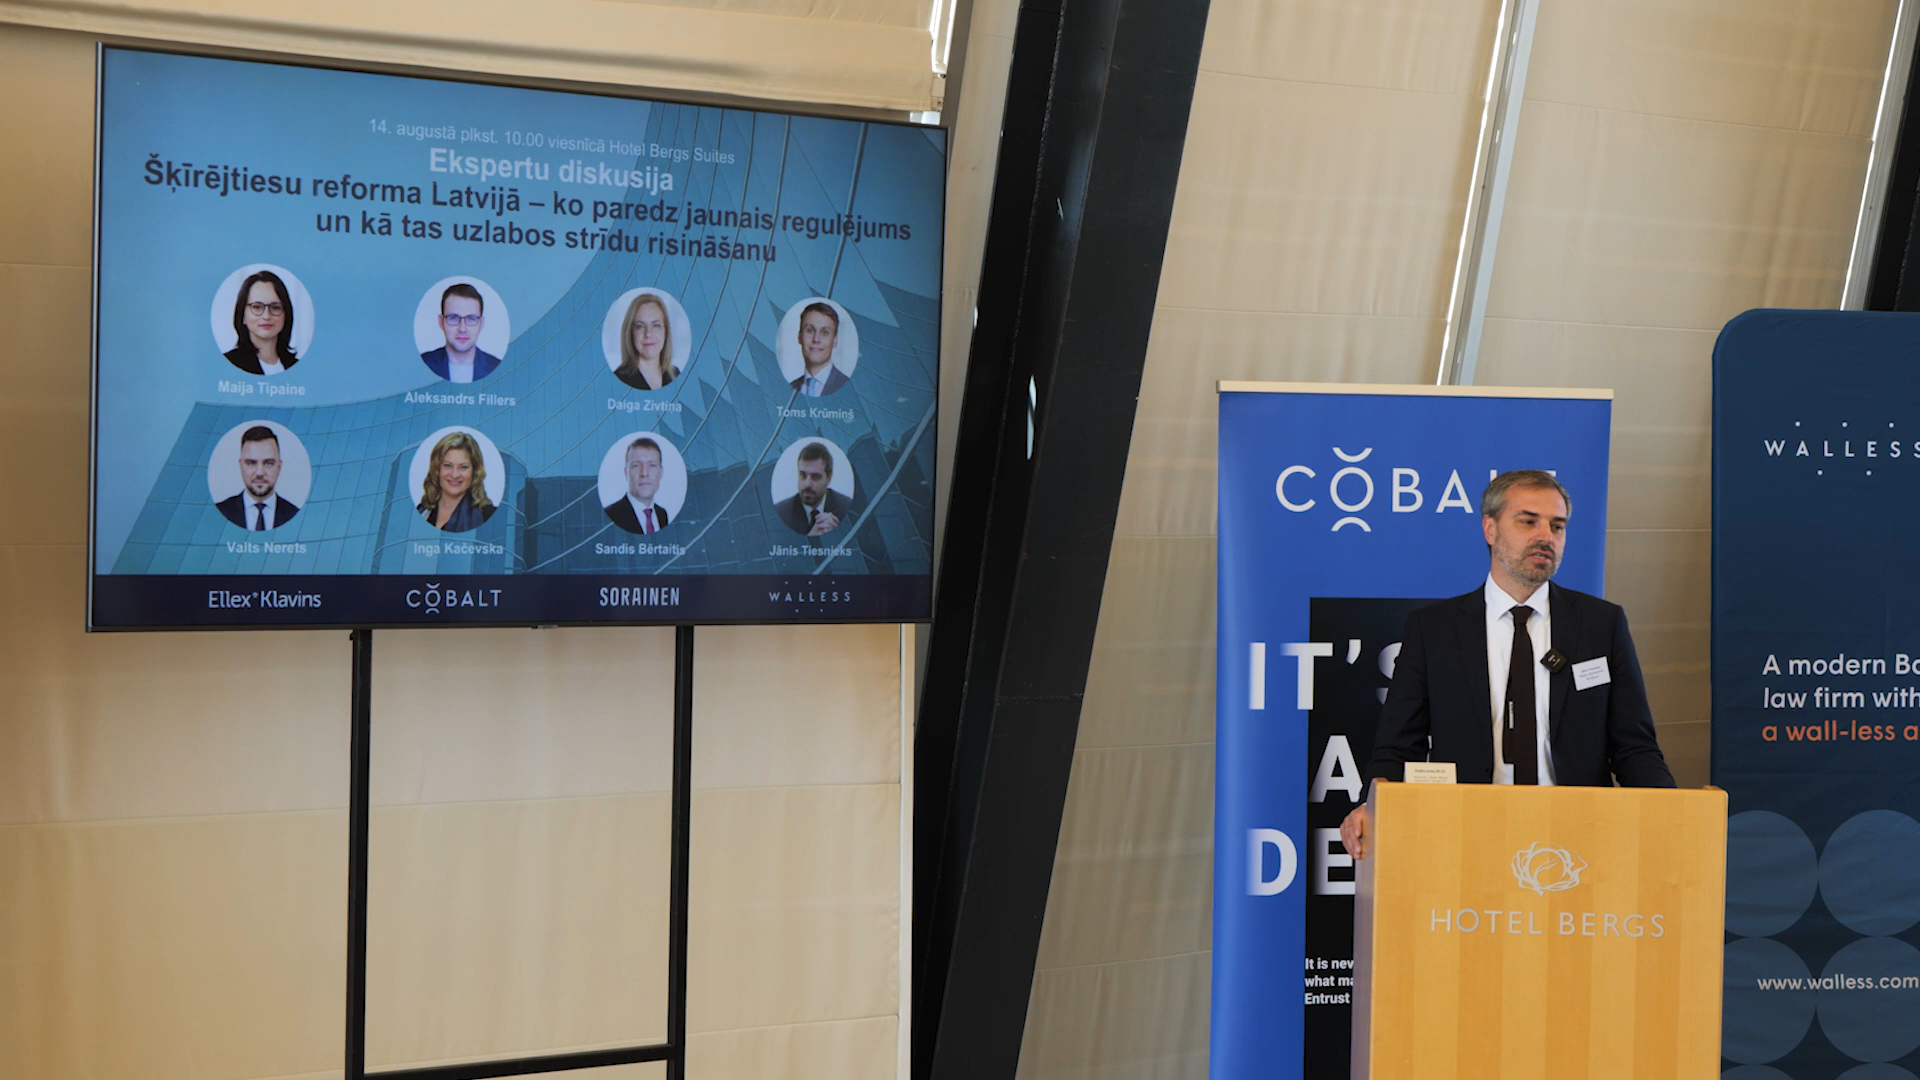 14. augustā plkst. 10.00 viesnīcā Hotel Bergs Suites
Ekspertu diskusija
Šķīrējtiesu reforma Latvijā – ko paredz jaunais regulējums
un kā tas uzlabos strīdu risināšanu
Maija Tipaine
Aleksandrs Fillers
Daiga Zivtiņa
Toms Krūmiņš
Valts Nerets
Inga Kačevska
Sandis Bērtaitis
Jānis Tiesnieks
Ellex Klavins
COBALT
SORAINEN
WALLESS
COBA
IT'S
A
DE
It is nev
what ma
Entrust
HOTEL BERGS
WALLESS
A modern Ba
law firm with
a wall-less a
www.walless.com